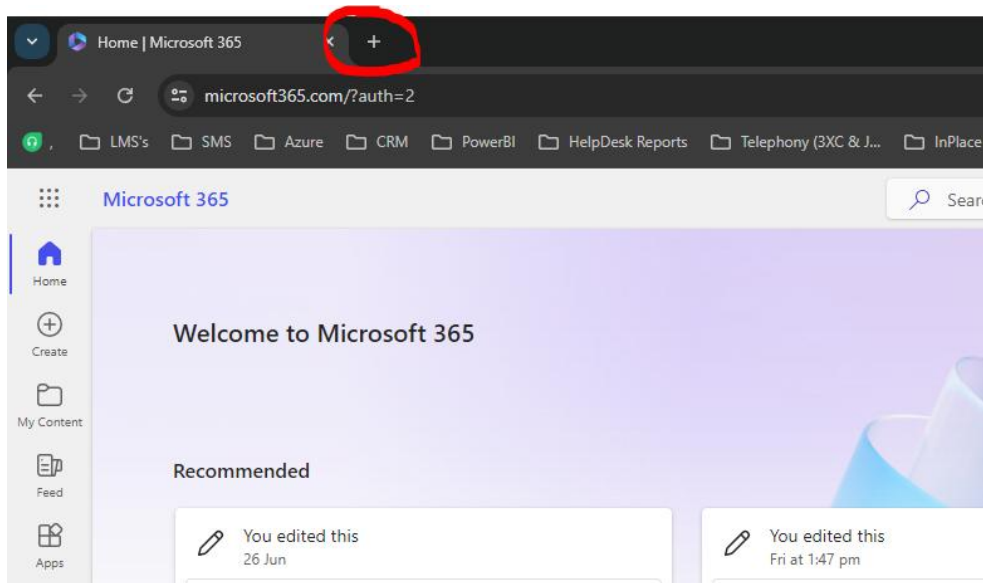 Home | Microsoft 365
microsoft365.com/?auth=2
, LMS's SMS Azure CRM PowerBI HelpDesk Reports Telephony (3XC & J... InPlace
Microsoft 365
Home
Create
My Content
Feed
Apps
Welcome to Microsoft 365
Recommended
You edited this
26 Jun
You edited this
Fri at 1:47 pm